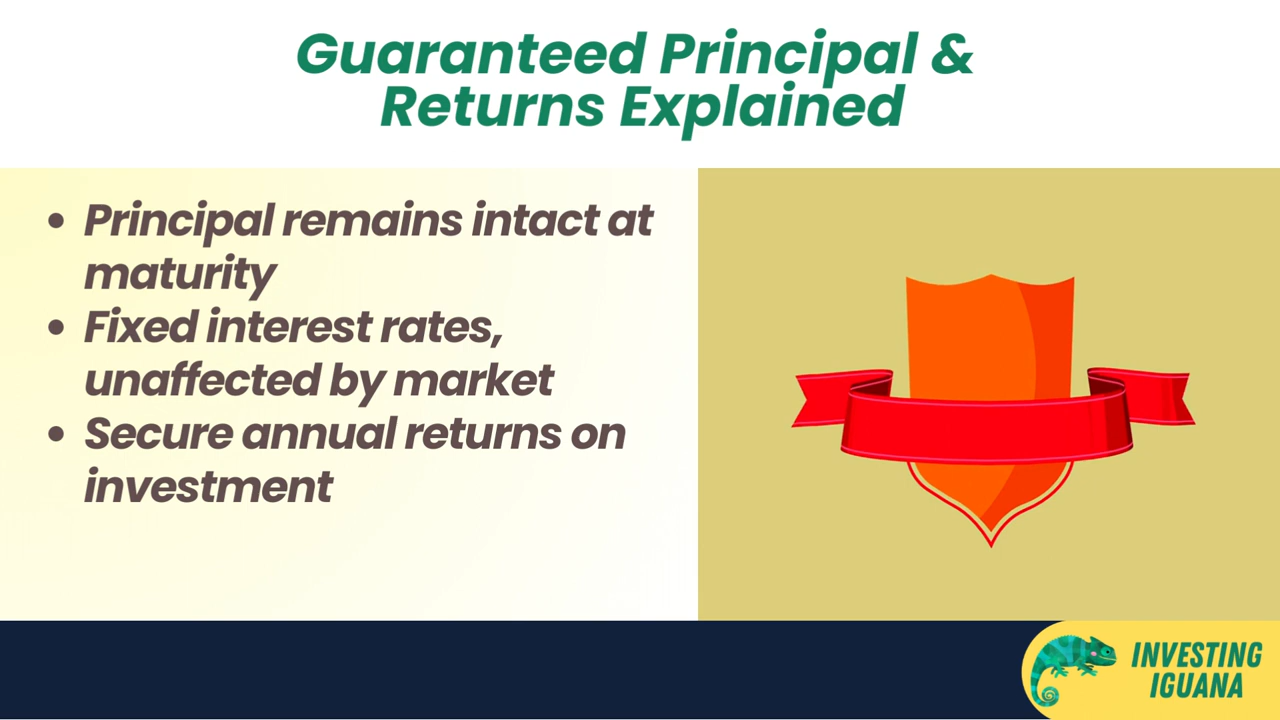 Guaranteed Principal &
Returns Explained
• Principal remains intact at
maturity
• Fixed interest rates,
unaffected by market
• Secure annual returns on
investment
INVESTING
IGUANA